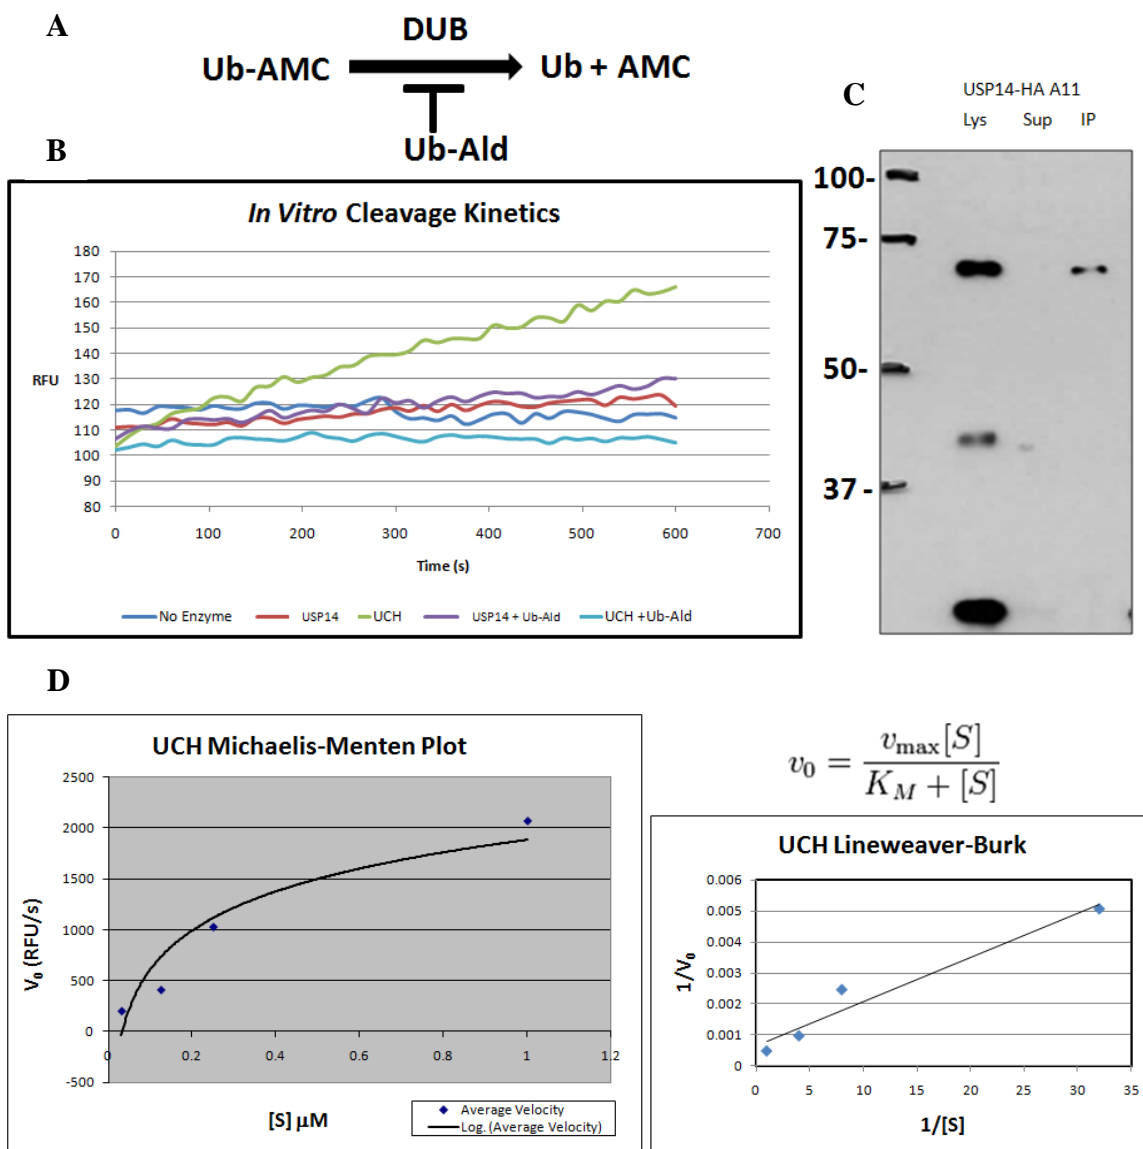 A
DUB
Ub-AMC
Ub + AMC
Ub-Ald
B
In Vitro Cleavage Kinetics
180
170
160
150
140
130
120
110
100
90
80
RFU
0 100 200 300 400 500 600 700
Time (s)
No Enzyme USP14 UCH USP14 + Ub-Ald UCH +Ub-Ald
C
USP14-HA A11
Lys Sup IP
100-
75-
50-
37 -
D
UCH Michaelis-Menten Plot
2500
2000
1500
1000
500
0
-500
V₀ (RFU/s)
0 0.2 0.4 0.6 0.8 1 1.2
[S] µM
Average Velocity
Log. (Average Velocity)
v₀ = vmax[S] / (K_M + [S])
UCH Lineweaver-Burk
0.006
0.005
0.004
0.003
0.002
0.001
0
1/V₀
0 5 10 15 20 25 30 35
1/[S]